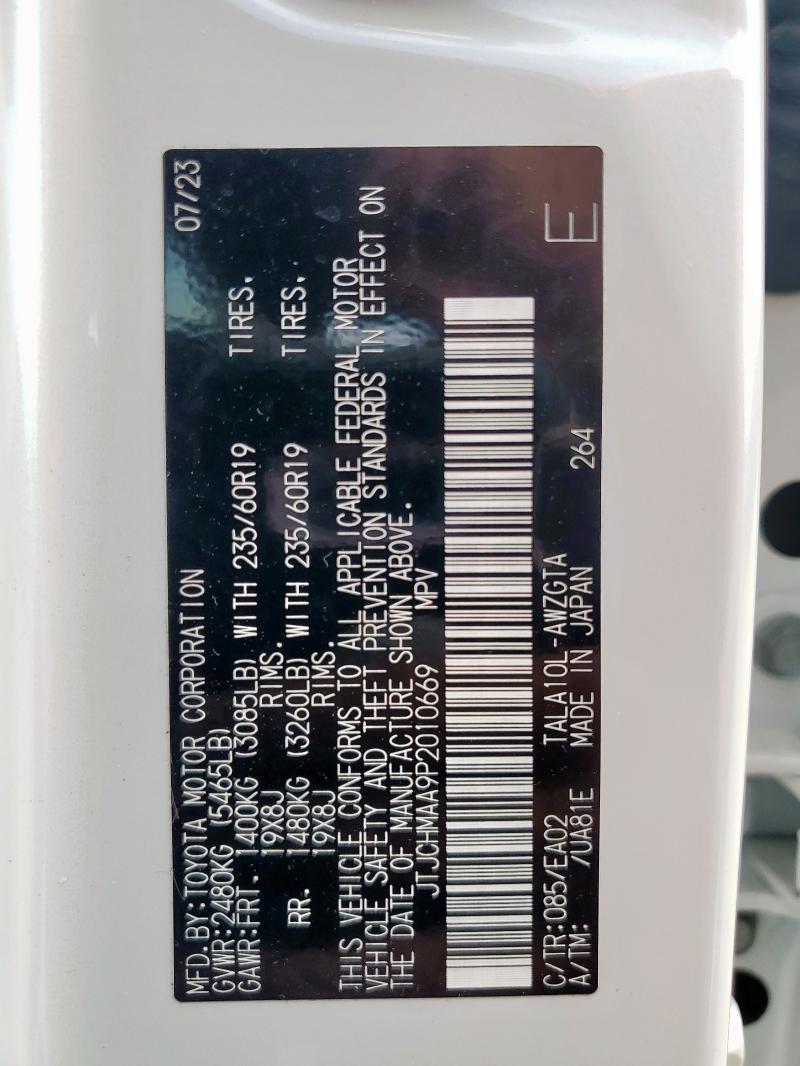 MFD.BY:TOYOTA MOTOR CORPORATION 07/23
GVWR:2480KG (5465LB)
GAWR:FRT. 1400KG (3085LB) WITH 235/60R19 TIRES,
19X8J RIMS.
RR. 1480KG (3260LB) WITH 235/60R19 TIRES,
19X8J RIMS.
THIS VEHICLE CONFORMS TO ALL APPLICABLE FEDERAL MOTOR
VEHICLE SAFETY AND THEFT PREVENTION STANDARDS IN EFFECT ON
THE DATE OF MANUFACTURE SHOWN ABOVE.
JTJCHMAA9P2010669 MPV
C/TR:085/EA02 TALA10L-AWZGTA E
A/TM: /UA81E MADE IN JAPAN 264